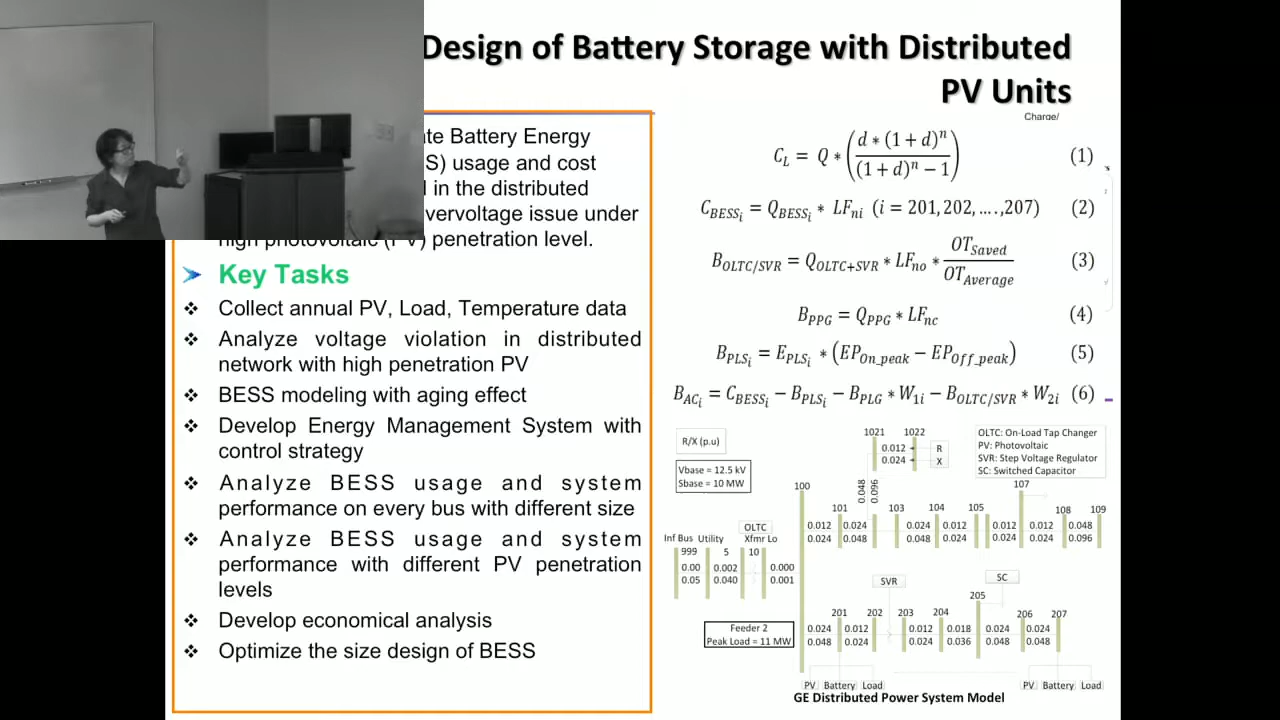 Design of Battery Storage with Distributed
PV Units
Battery Energy
usage and cost
in the distributed
issue under
penetration level.
Key Tasks
❖ Collect annual PV, Load, Temperature data
❖ Analyze voltage violation in distributed
network with high penetration PV
❖ BESS modeling with aging effect
❖ Develop Energy Management System with
control strategy
❖ Analyze BESS usage and system
performance on every bus with different size
❖ Analyze BESS usage and system
performance with different PV penetration
levels
❖ Develop economical analysis
❖ Optimize the size design of BESS
Charge/
C_L = Q * (d * (1 + d)^n / ((1 + d)^n − 1)) (1)
C_BESS_i = Q_BESS_i * LF_ni (i = 201,202, ....,207) (2)
B_OLTC/SVR = Q_OLTC+SVR * LF_no * OT_Saved / OT_Average (3)
B_PPG = Q_PPG * LF_nc (4)
B_PLS_i = E_PLS_i * (EP_On_peak − EP_Off_peak) (5)
B_AC_i = C_BESS_i − B_PLS_i − B_PLG * W_1i − B_OLTC/SVR * W_2i (6)
R/X (p.u)
Vbase = 12.5 kV
Sbase = 10 MW
1021 1022
0.012 R
0.024 X
OLTC: On-Load Tap Changer
PV: Photovoltaic
SVR: Step Voltage Regulator
SC: Switched Capacitor
0.048
0.096
100
101 103 104 105 107 108 109
0.012 0.024 0.024 0.012 0.012 0.012 0.048
0.024 0.048 0.048 0.024 0.024 0.024 0.096
OLTC
Inf Bus Utility Xfmr Lo
999 5 10
0.00 0.002 0.000
0.05 0.040 0.001
SVR
SC
201 202 203 204 205 206 207
Feeder 2
Peak Load = 11 MW
0.024 0.012 0.012 0.018 0.024 0.024
0.048 0.024 0.024 0.036 0.048 0.048
PV Battery Load
PV Battery Load
GE Distributed Power System Model